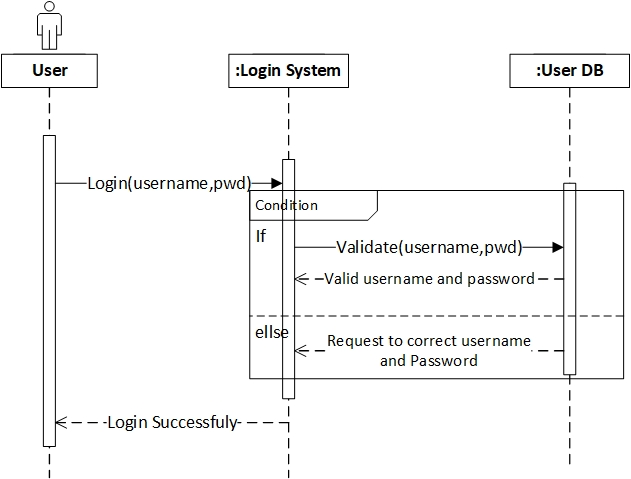 User
:Login System
:User DB
Login(username,pwd)
Condition
If
Validate(username,pwd)
Valid username and password
ellse
Request to correct username
and Password
Login Successfuly